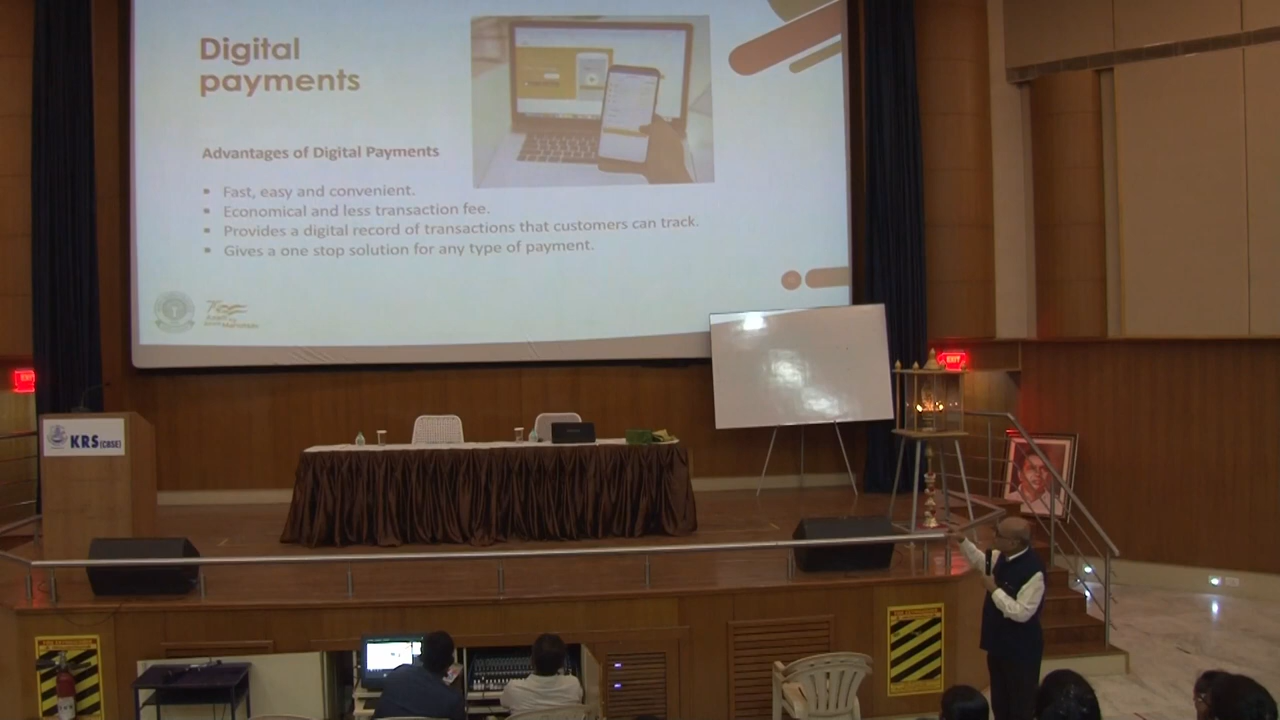 Digital
payments
Advantages of Digital Payments
▪ Fast, easy and convenient.
▪ Economical and less transaction fee.
▪ Provides a digital record of transactions that customers can track.
▪ Gives a one stop solution for any type of payment.
EXIT
EXIT
KRS (CBSE)